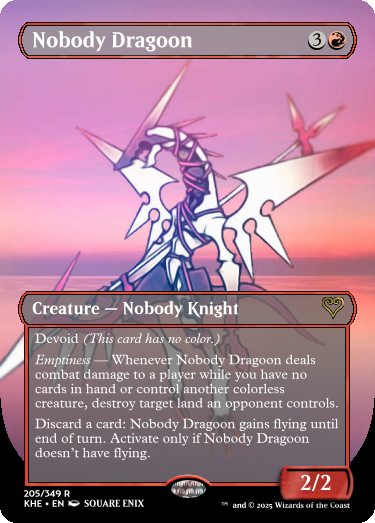 Nobody Dragoon 3
Creature — Nobody Knight
Devoid (This card has no color.)
Emptiness — Whenever Nobody Dragoon deals
combat damage to a player while you have no
cards in hand or control another colorless
creature, destroy target land an opponent controls.
Discard a card: Nobody Dragoon gains flying until
end of turn. Activate only if Nobody Dragoon
doesn't have flying.
2/2
205/349 R
KHE • EN SQUARE ENIX
™ and © 2025 Wizards of the Coast